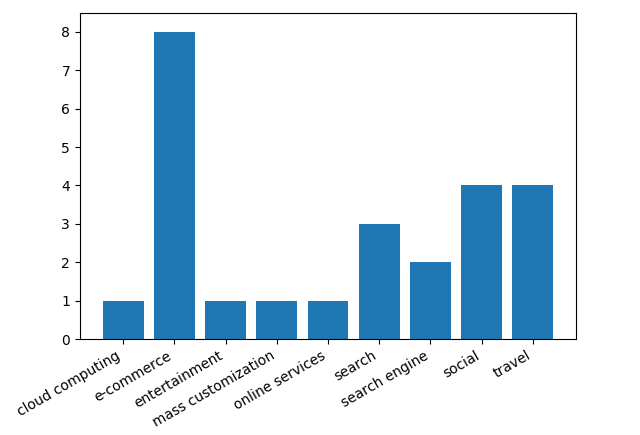 8
7
6
5
4
3
2
1
0
cloud computing
e-commerce
entertainment
mass customization
online services
search
search engine
social
travel